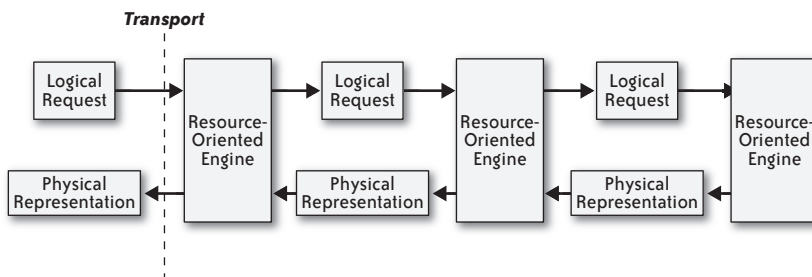 Transport
Logical
Request
Resource-
Oriented
Engine
Logical
Request
Resource-
Oriented
Engine
Logical
Request
Resource-
Oriented
Engine
Physical
Representation
Physical
Representation
Physical
Representation